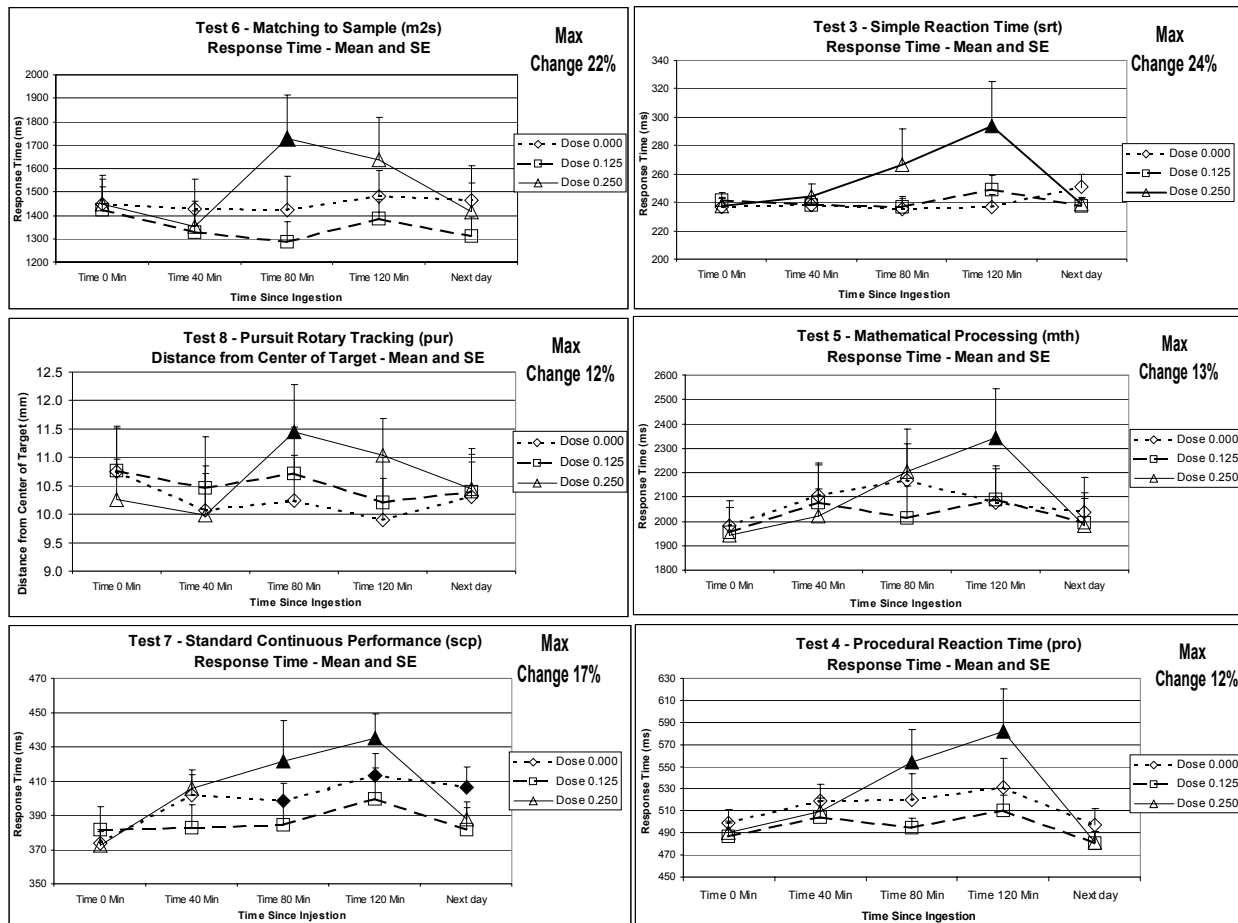 Test 6 - Matching to Sample (m2s)
Response Time - Mean and SE
Max
Change 22%
2000
1900
1800
1700
1600
1500
1400
1300
1200
Response Time (ms)
Time 0 Min Time 40 Min Time 80 Min Time 120 Min Next day
Time Since Ingestion
Dose 0.000
Dose 0.125
Dose 0.250
Test 3 - Simple Reaction Time (srt)
Response Time - Mean and SE
Max
Change 24%
340
320
300
280
260
240
220
200
Response Time (ms)
Time 0 Min Time 40 Min Time 80 Min Time 120 Min Next day
Time Since Ingestion
Dose 0.000
Dose 0.125
Dose 0.250
Test 8 - Pursuit Rotary Tracking (pur)
Distance from Center of Target - Mean and SE
Max
Change 12%
12.5
12.0
11.5
11.0
10.5
10.0
9.5
9.0
Distance from Center of Target (mm)
Time 0 Min Time 40 Min Time 80 Min Time 120 Min Next day
Time Since Ingestion
Dose 0.000
Dose 0.125
Dose 0.250
Test 5 - Mathematical Processing (mth)
Response Time - Mean and SE
Max
Change 13%
2600
2500
2400
2300
2200
2100
2000
1900
1800
Response Time (ms)
Time 0 Min Time 40 Min Time 80 Min Time 120 Min Next day
Time Since Ingestion
Dose 0.000
Dose 0.125
Dose 0.250
Test 7 - Standard Continuous Performance (scp)
Response Time - Mean and SE
Max
Change 17%
470
450
430
410
390
370
350
Response Time (ms)
Time 0 Min Time 40 Min Time 80 Min Time 120 Min Next day
Time Since Injestion
Dose 0.000
Dose 0.125
Dose 0.250
Test 4 - Procedural Reaction Time (pro)
Response Time - Mean and SE
Max
Change 12%
630
610
590
570
550
530
510
490
470
450
Response Time (ms)
Time 0 Min Time 40 Min Time 80 Min Time 120 Min Next day
Time Since Ingestion
Dose 0.000
Dose 0.125
Dose 0.250